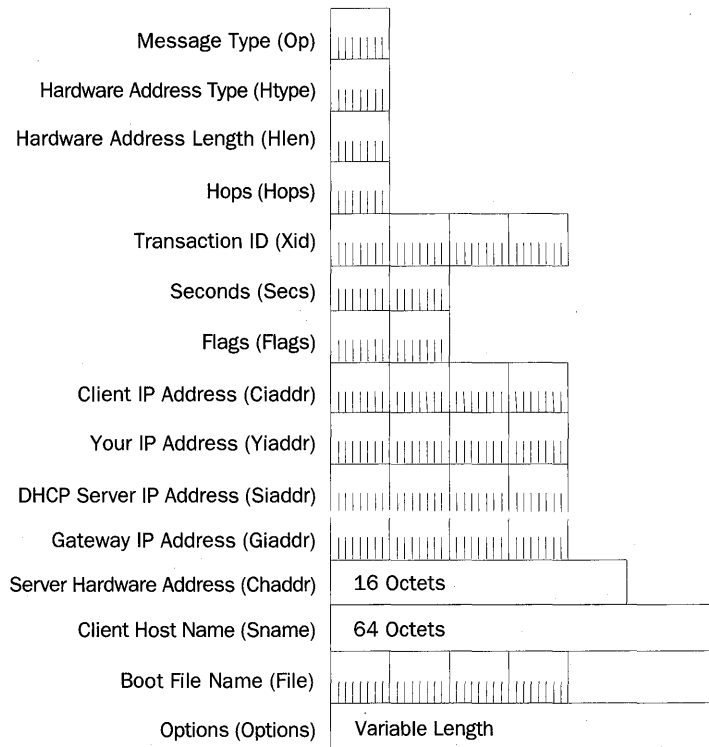 Message Type (Op)
Hardware Address Type (Htype)
Hardware Address Length (Hlen)
Hops (Hops)
Transaction ID (Xid)
Seconds (Secs)
Flags (Flags)
Client IP Address (Ciaddr)
Your IP Address (Yiaddr)
DHCP Server IP Address (Siaddr)
Gateway IP Address (Giaddr)
Server Hardware Address (Chaddr) 16 Octets
Client Host Name (Sname) 64 Octets
Boot File Name (File)
Options (Options) Variable Length